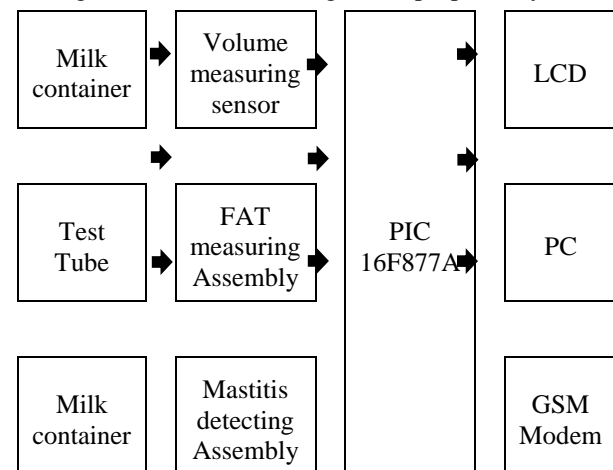 Milk
container
Volume
measuring
sensor
LCD
Test
Tube
FAT
measuring
Assembly
PIC
16F877A
PC
Milk
container
Mastitis
detecting
Assembly
GSM
Modem